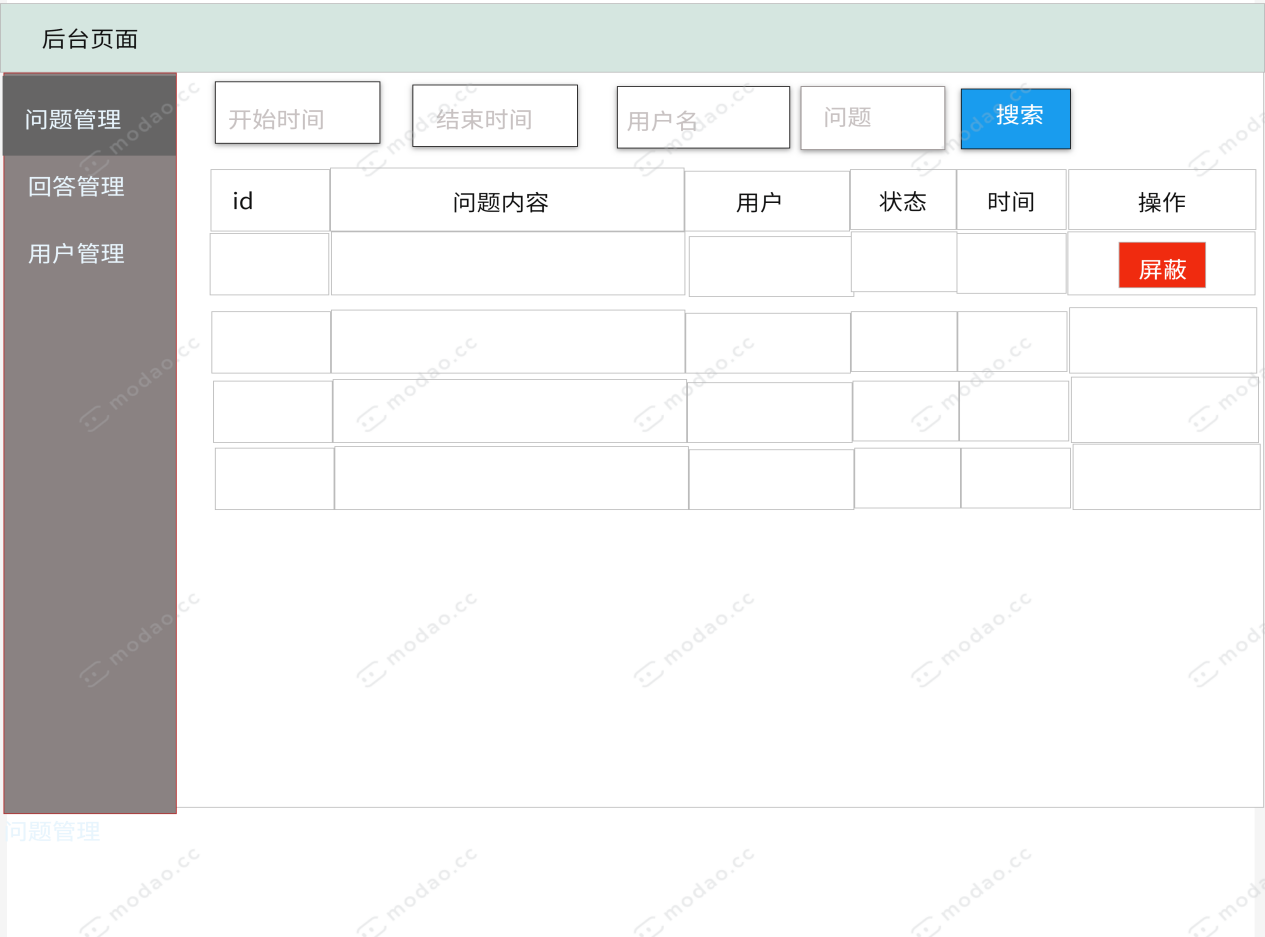 后台页面
问题管理
回答管理
用户管理
开始时间 结束时间 用户名 问题 搜索
id 问题内容 用户 状态 时间 操作
屏蔽
问题管理
modao.cc